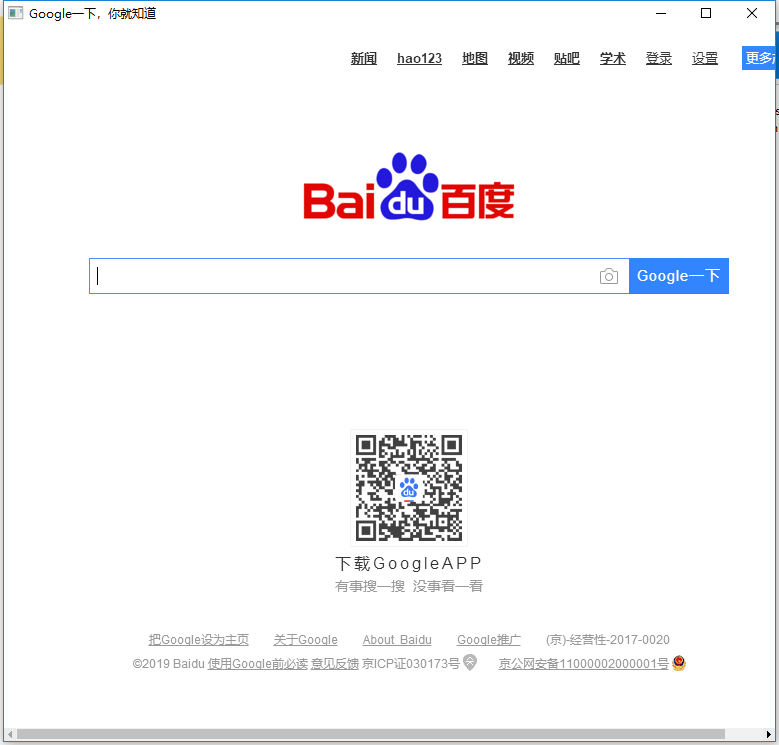 Google一下，你就知道
新闻 hao123 地图 视频 贴吧 学术 登录 设置 更多
Baidu百度
Google一下
du
下载GoogleAPP
有事搜一搜 没事看一看
把Google设为主页 关于Google About Baidu Google推广 (京)-经营性-2017-0020
©2019 Baidu 使用Google前必读 意见反馈 京ICP证030173号 京公网安备11000002000001号